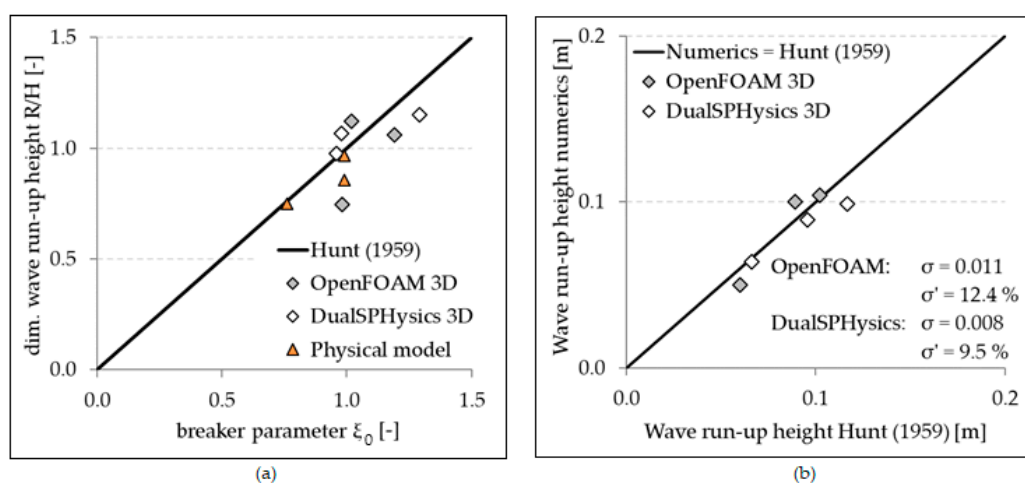 dim. wave run-up height R/H [-]
1.5
1.0
0.5
0.0
Hunt (1959)
OpenFOAM 3D
DualSPHysics 3D
Physical model
0.0 0.5 1.0 1.5
breaker parameter ξ0 [-]
(a)
Wave run-up height numerics [m]
0.2
0.1
0.0
Numerics = Hunt (1959)
OpenFOAM 3D
DualSPHysics 3D
OpenFOAM: σ = 0.011
σ' = 12.4 %
DualSPHysics: σ = 0.008
σ' = 9.5 %
0.0 0.1 0.2
Wave run-up height Hunt (1959) [m]
(b)